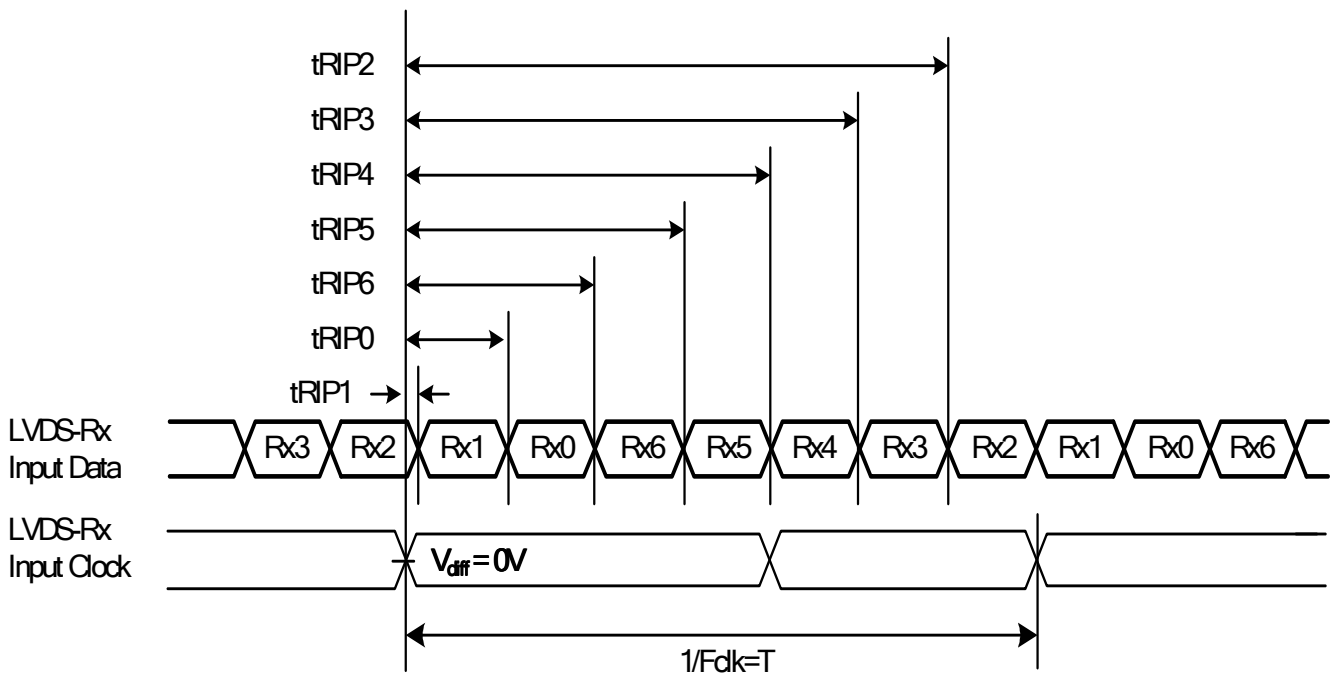 tRIP2
tRIP3
tRIP4
tRIP5
tRIP6
tRIP0
tRIP1
LVDS-Rx
Input Data
Rx3 Rx2 Rx1 Rx0 Rx6 Rx5 Rx4 Rx3 Rx2 Rx1 Rx0 Rx6
LVDS-Rx
Input Clock
Vdiff = 0V
1/Fclk=T